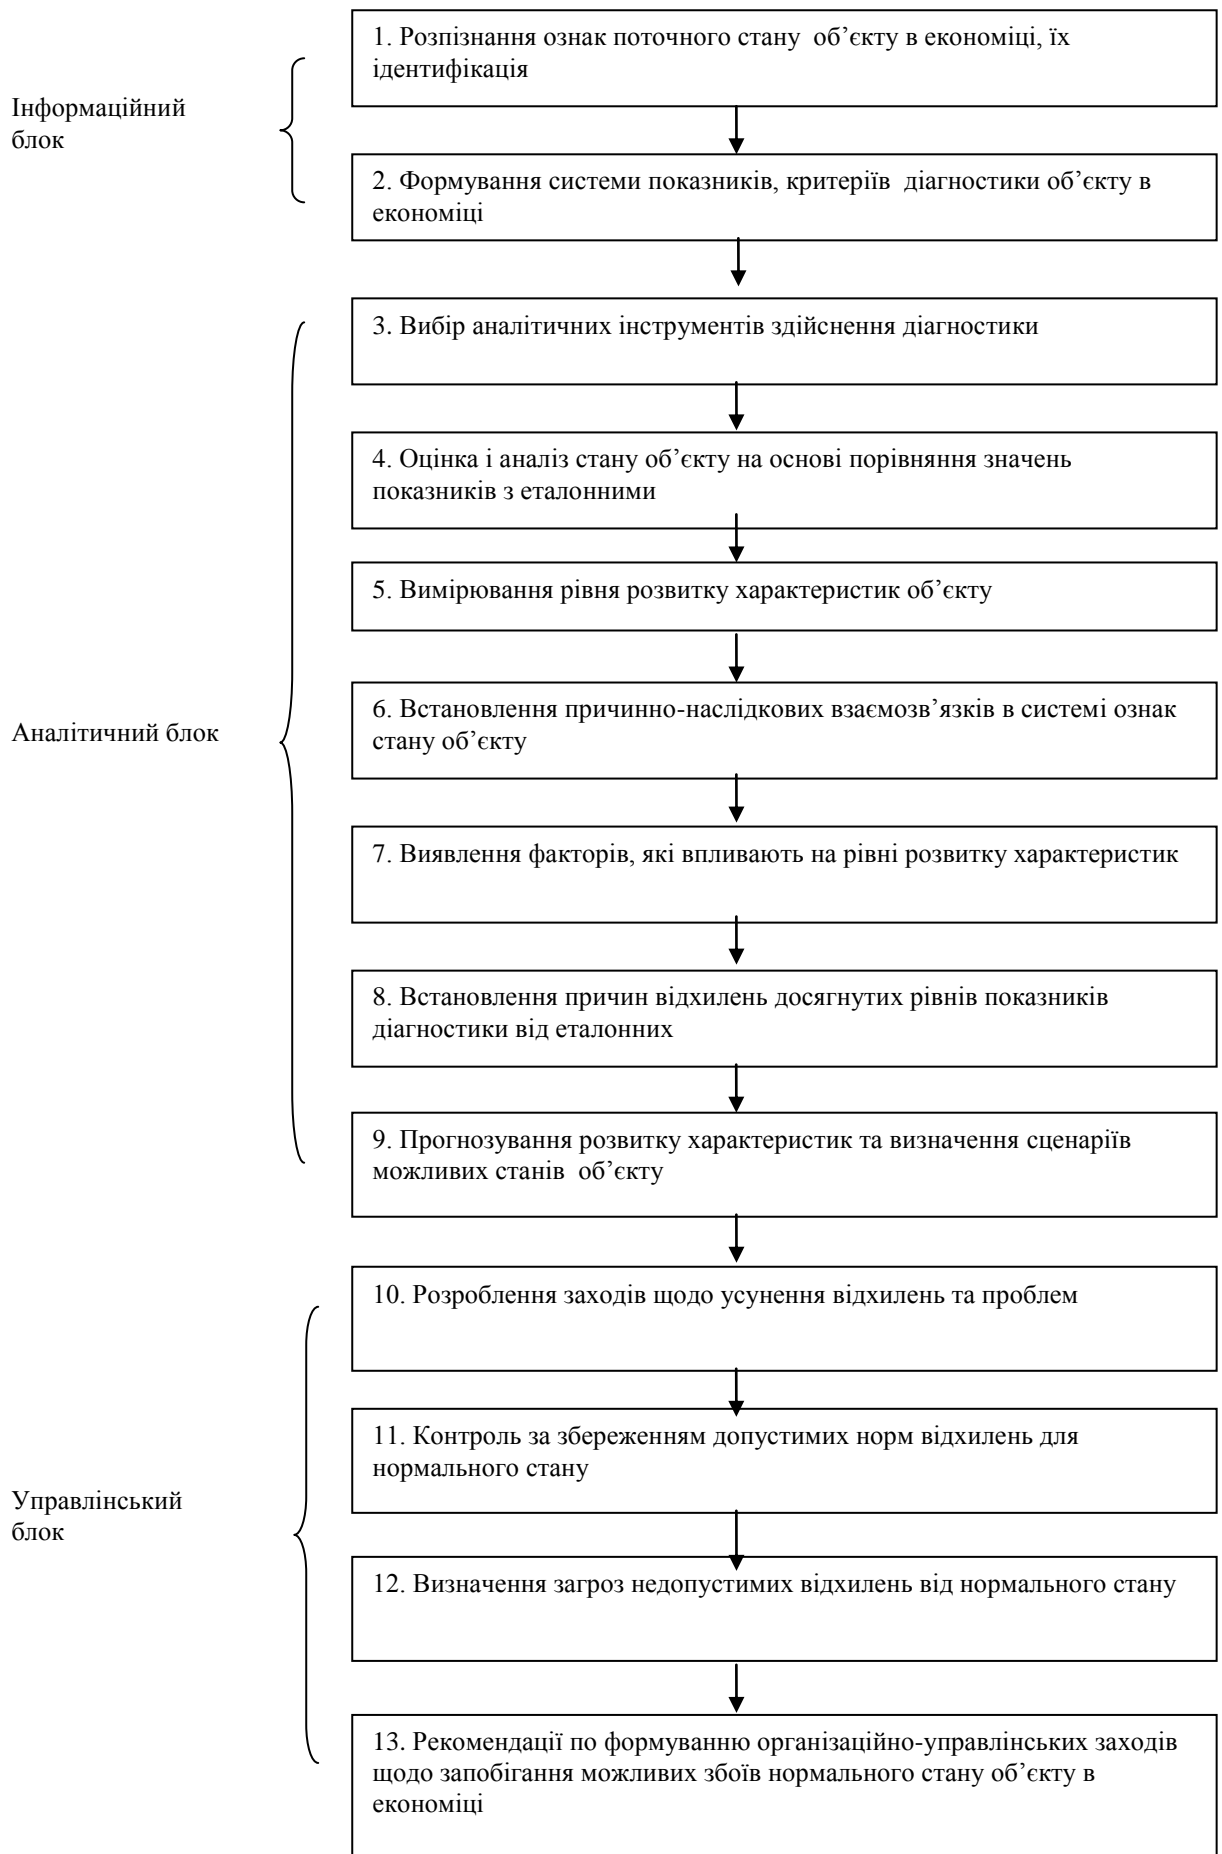 1. Розпізнання ознак поточного стану об’єкту в економіці, їх
ідентифікація
Інформаційний
блок
2. Формування системи показників, критеріїв діагностики об’єкту в
економіці
3. Вибір аналітичних інструментів здійснення діагностики
4. Оцінка і аналіз стану об’єкту на основі порівняння значень
показників з еталонними
5. Вимірювання рівня розвитку характеристик об’єкту
6. Встановлення причинно-наслідкових взаємозв’язків в системі ознак
стану об’єкту
Аналітичний блок
7. Виявлення факторів, які впливають на рівні розвитку характеристик
8. Встановлення причин відхилень досягнутих рівнів показників
діагностики від еталонних
9. Прогнозування розвитку характеристик та визначення сценаріїв
можливих станів об’єкту
10. Розроблення заходів щодо усунення відхилень та проблем
11. Контроль за збереженням допустимих норм відхилень для
нормального стану
Управлінський
блок
12. Визначення загроз недопустимих відхилень від нормального стану
13. Рекомендації по формуванню організаційно-управлінських заходів
щодо запобігання можливих збоїв нормального стану об’єкту в
економіці